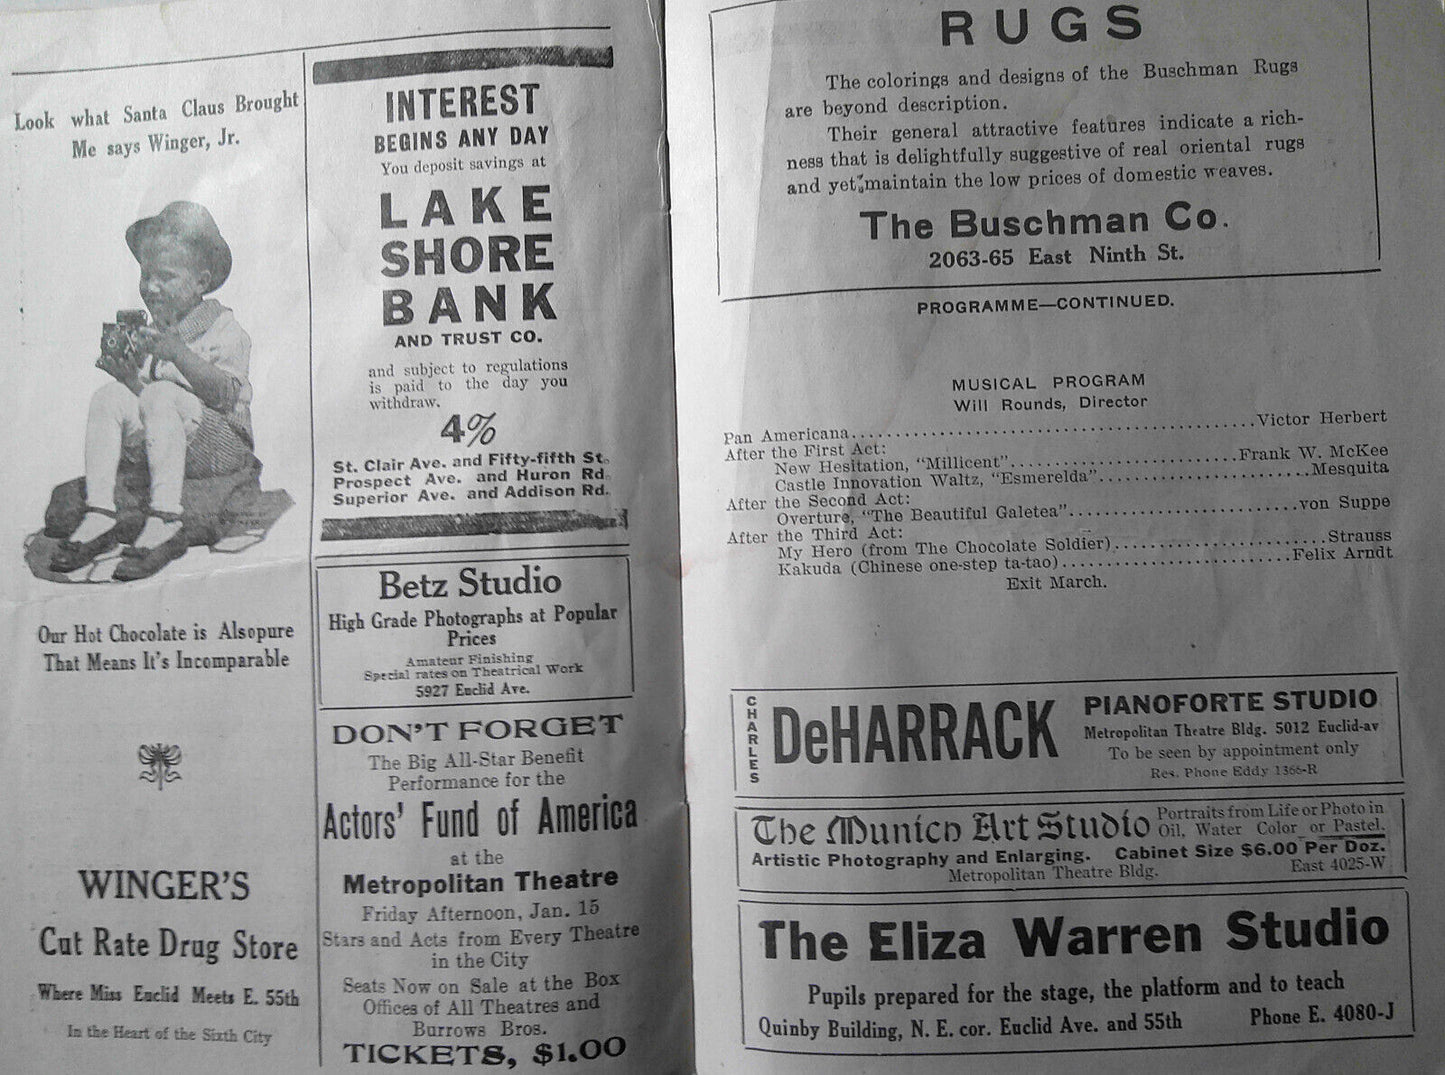 Look what Santa Claus Brought
Me says Winger, Jr.
Our Hot Chocolate is Alsopure
That Means It's Incomparable
WINGER'S
Cut Rate Drug Store
Where Miss Euclid Meets E. 55th
In the Heart of the Sixth City
INTEREST
BEGINS ANY DAY
You deposit savings at
LAKE
SHORE
BANK
AND TRUST CO.
and subject to regulations
is paid to the day you
withdraw.
4%
St. Clair Ave. and Fifty-fifth St.
Prospect Ave. and Huron Rd.
Superior Ave. and Addison Rd.
Betz Studio
High Grade Photographs at Popular
Prices
Amateur Finishing
Special rates on Theatrical Work
5927 Euclid Ave.
DON'T FORGET
The Big All-Star Benefit
Performance for the
Actors' Fund of America
at the
Metropolitan Theatre
Friday Afternoon, Jan. 15
Stars and Acts from Every Theatre
in the City
Seats Now on Sale at the Box
Offices of All Theatres and
Burrows Bros.
TICKETS, $1.00
RUGS
The colorings and designs of the Buschman Rugs
are beyond description.
Their general attractive features indicate a rich-
ness that is delightfully suggestive of real oriental rugs
and yet maintain the low prices of domestic weaves.
The Buschman Co.
2063-65 East Ninth St.
PROGRAMME—CONTINUED.
MUSICAL PROGRAM
Will Rounds, Director
Pan Americana........................................Victor Herbert
After the First Act:
New Hesitation, "Millicent"........................Frank W. McKee
Castle Innovation Waltz, "Esmerelda"........................Mesquita
After the Second Act:
Overture, "The Beautiful Galetea"..........................von Suppe
After the Third Act:
My Hero (from The Chocolate Soldier)........................Strauss
Kakuda (Chinese one-step ta-tao)..........................Felix Arndt
Exit March.
CHARLES DeHARRACK
PIANOFORTE STUDIO
Metropolitan Theatre Bldg. 5012 Euclid-av
To be seen by appointment only
Res. Phone Eddy 1366-R
The Munich Art Studio Portraits from Life or Photo in
Oil, Water Color or Pastel.
Artistic Photography and Enlarging. Cabinet Size $6.00 Per Doz.
Metropolitan Theatre Bldg. East 4025-W
The Eliza Warren Studio
Pupils prepared for the stage, the platform and to teach
Quinby Building, N. E. cor. Euclid Ave. and 55th Phone E. 4080-J